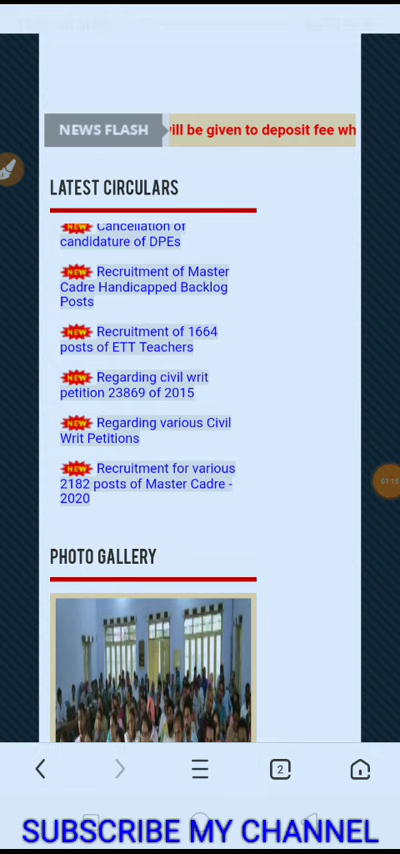 NEWS FLASH
ill be given to deposit fee wh
LATEST CIRCULARS
NEW Cancellation of
candidature of DPEs
NEW Recruitment of Master
Cadre Handicapped Backlog
Posts
NEW Recruitment of 1664
posts of ETT Teachers
NEW Regarding civil writ
petition 23869 of 2015
NEW Regarding various Civil
Writ Petitions
NEW Recruitment for various
2182 posts of Master Cadre -
2020
PHOTO GALLERY
2
SUBSCRIBE MY CHANNEL